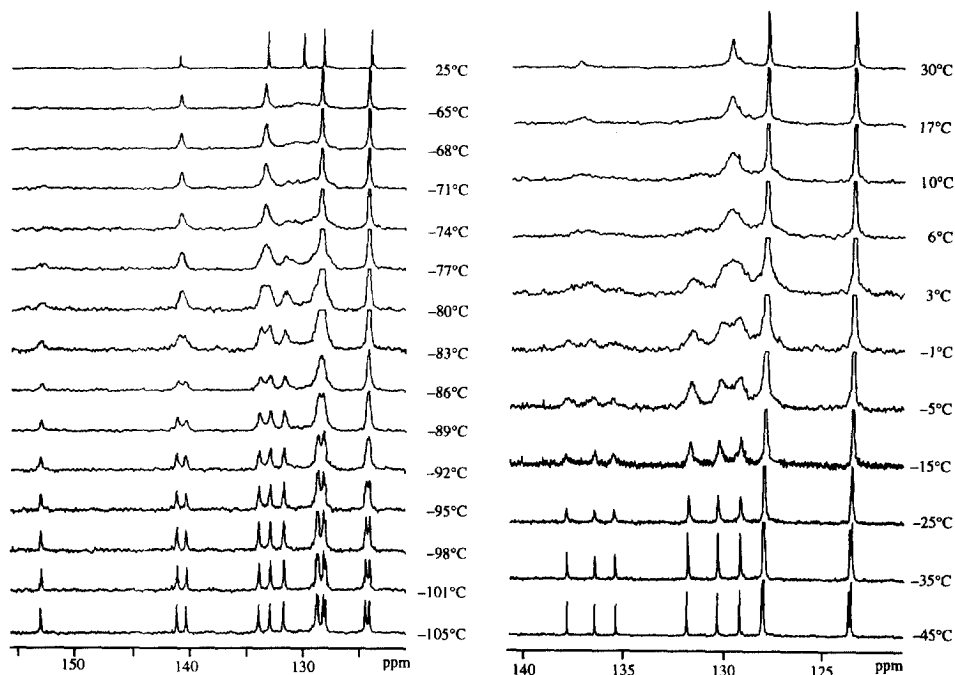 25°C
−65°C
−68°C
−71°C
−74°C
−77°C
−80°C
−83°C
−86°C
−89°C
−92°C
−95°C
−98°C
−101°C
−105°C
150 140 130 ppm
30°C
17°C
10°C
6°C
3°C
−1°C
−5°C
−15°C
−25°C
−35°C
−45°C
140 135 130 125 ppm